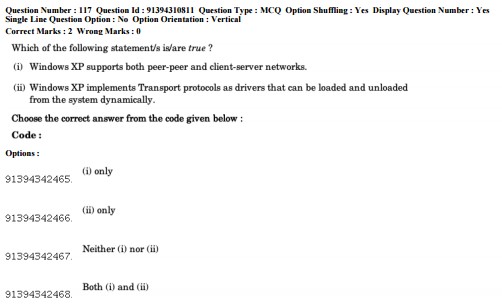 Question Number : 117 Question Id : 91394310811 Question Type : MCQ Option Shuffling : Yes Display Question Number : Yes
Single Line Question Option : No Option Orientation : Vertical
Correct Marks : 2 Wrong Marks : 0
Which of the following statement/s is/are true ?
(i) Windows XP supports both peer-peer and client-server networks.
(ii) Windows XP implements Transport protocols as drivers that can be loaded and unloaded
from the system dynamically.
Choose the correct answer from the code given below :
Code :
Options :
(i) only
91394342465.
(ii) only
91394342466.
Neither (i) nor (ii)
91394342467.
Both (i) and (ii)
91394342468.